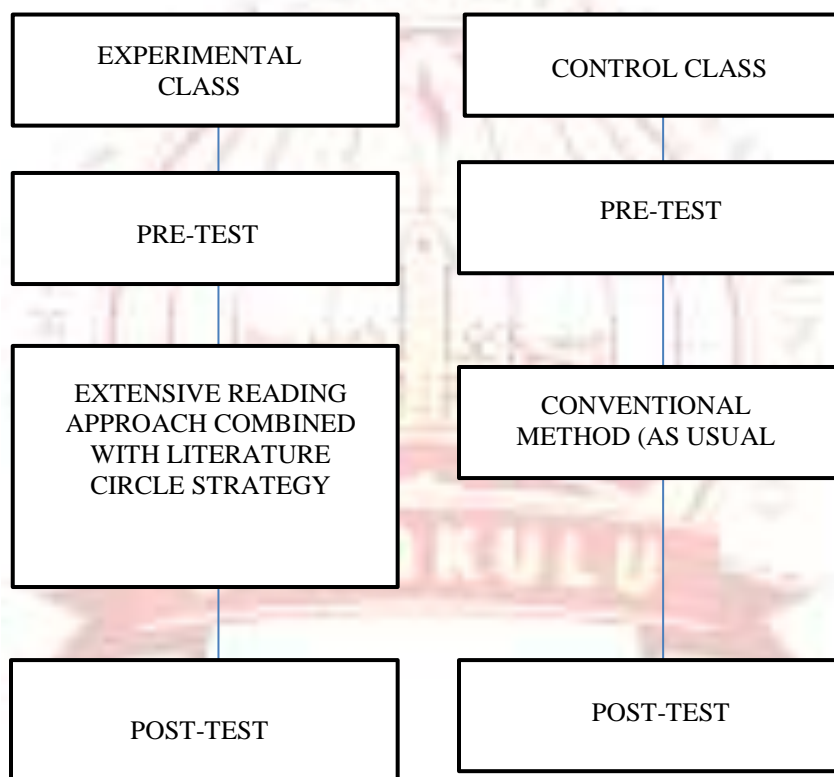 EXPERIMENTAL
CLASS
CONTROL CLASS
PRE-TEST
PRE-TEST
EXTENSIVE READING
APPROACH COMBINED
WITH LITERATURE
CIRCLE STRATEGY
CONVENTIONAL
METHOD (AS USUAL
POST-TEST
POST-TEST